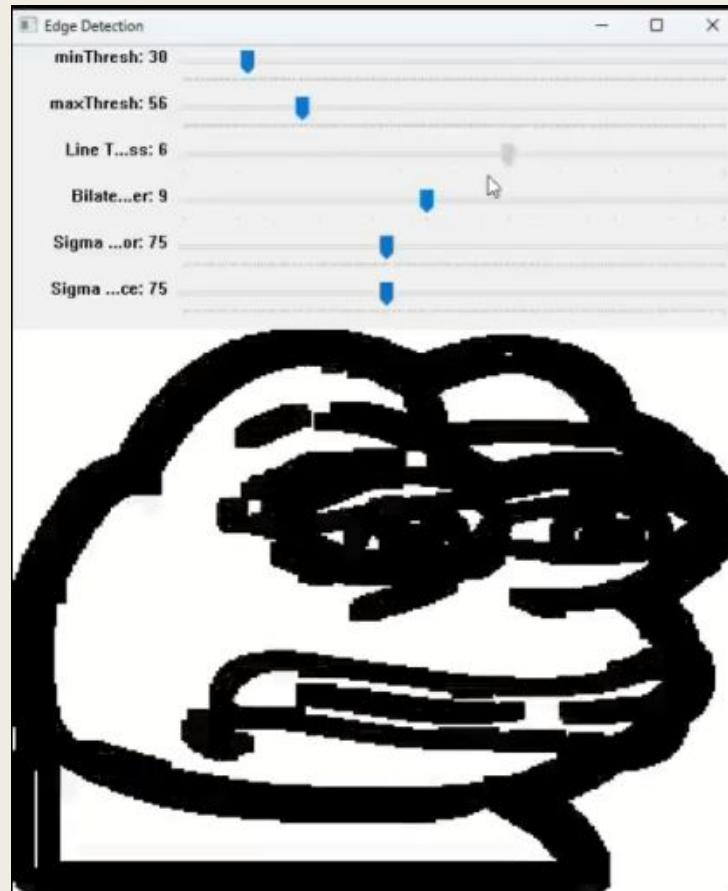 Edge Detection
minThresh: 30
maxThresh: 56
Line T...ss: 6
Bilate...er: 9
Sigma ...or: 75
Sigma ...ce: 75